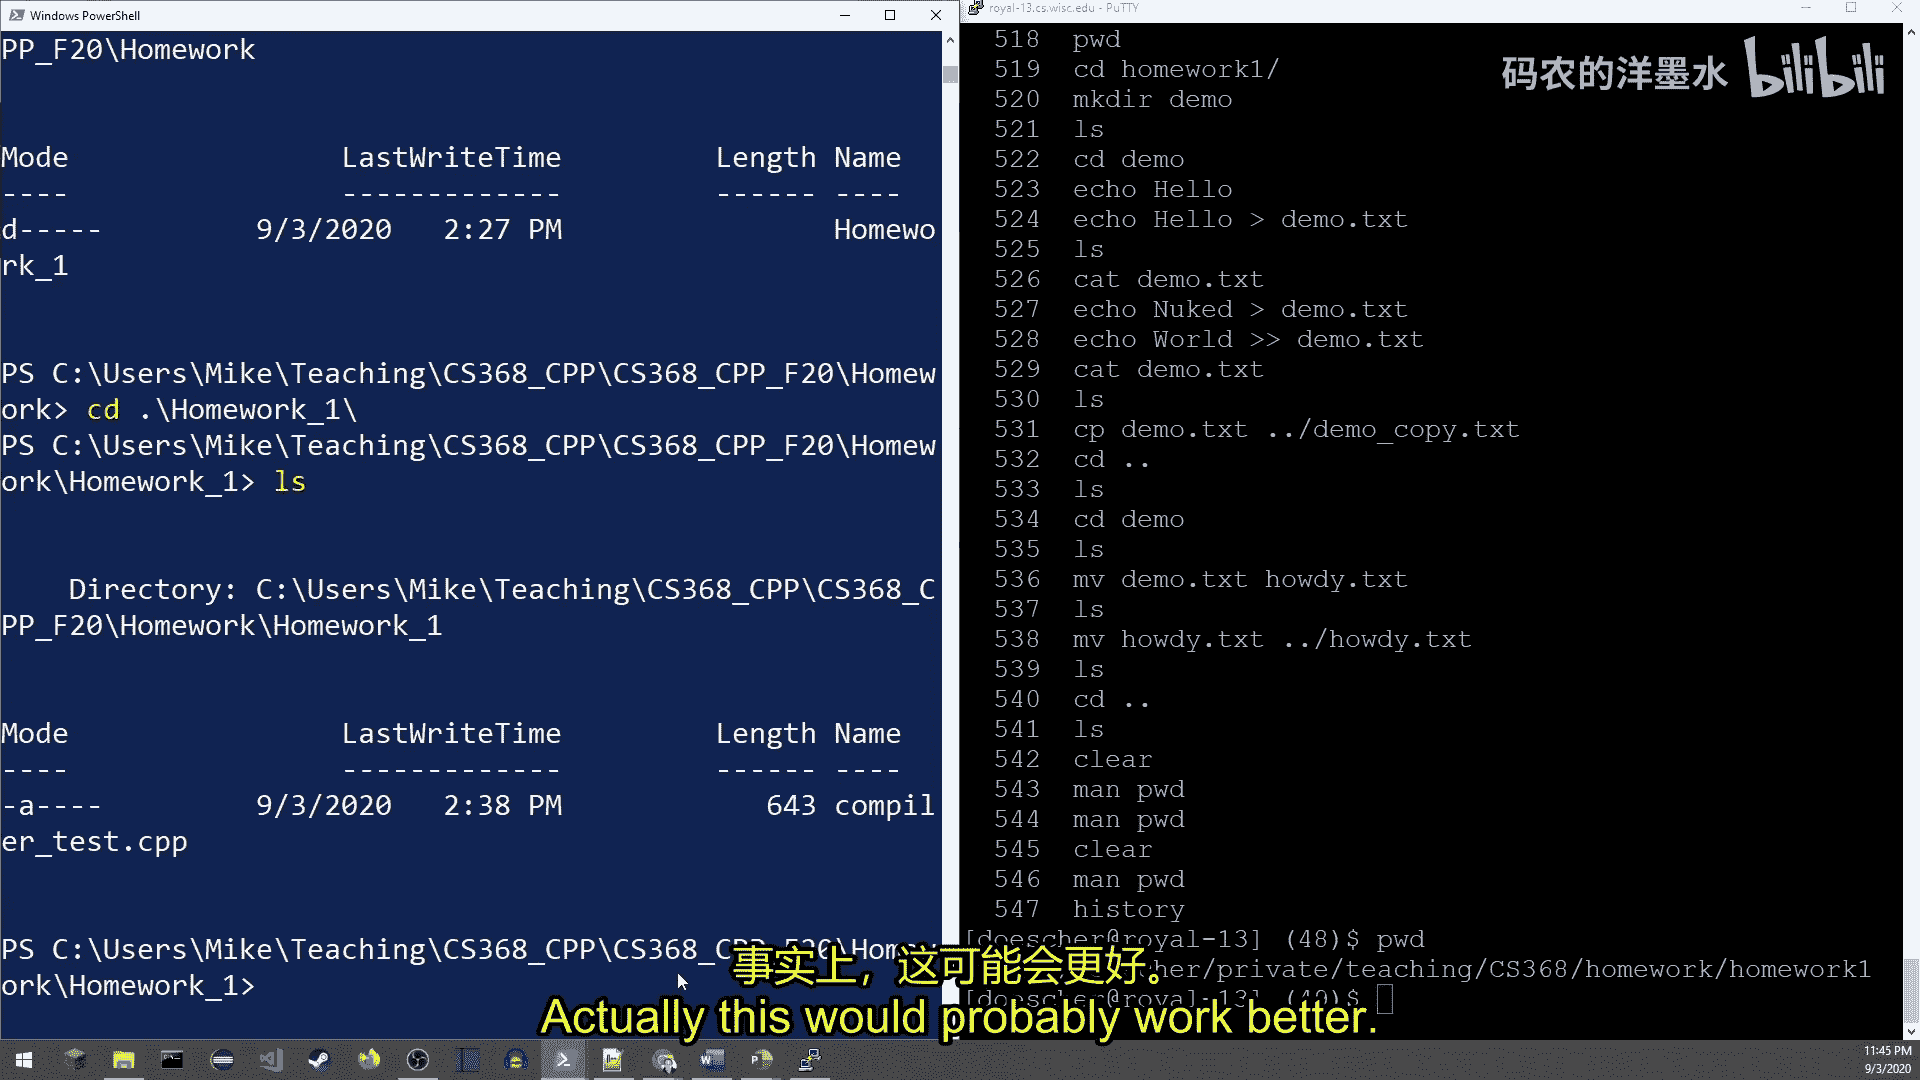 Windows PowerShell
PP_F20\Homework
Mode LastWriteTime Length Name
---- ------------- ------ ----
d----- 9/3/2020 2:27 PM Homewo
rk_1
PS C:\Users\Mike\Teaching\CS368_CPP\CS368_CPP_F20\Homew
ork> cd .\Homework_1\
PS C:\Users\Mike\Teaching\CS368_CPP\CS368_CPP_F20\Homew
ork\Homework_1> ls
Directory: C:\Users\Mike\Teaching\CS368_CPP\CS368_C
PP_F20\Homework\Homework_1
Mode LastWriteTime Length Name
---- ------------- ------ ----
-a---- 9/3/2020 2:38 PM 643 compil
er_test.cpp
PS C:\Users\Mike\Teaching\CS368_CPP\CS368_CPP_F20\Homew
ork\Homework_1>
royal-13.cs.wisc.edu - PuTTY
518 pwd
519 cd homework1/
520 mkdir demo
521 ls
522 cd demo
523 echo Hello
524 echo Hello > demo.txt
525 ls
526 cat demo.txt
527 echo Nuked > demo.txt
528 echo World >> demo.txt
529 cat demo.txt
530 ls
531 cp demo.txt ../demo_copy.txt
532 cd ..
533 ls
534 cd demo
535 ls
536 mv demo.txt howdy.txt
537 ls
538 mv howdy.txt ../howdy.txt
539 ls
540 cd ..
541 ls
542 clear
543 man pwd
544 man pwd
545 clear
546 man pwd
547 history
[doescher@royal-13] (48)$ pwd
cher/private/teaching/CS368/homework/homework1
[doescher@royal-13] (49)$
码农的洋墨水 bilibili
事实上，这可能会更好。
Actually this would probably work better.
11:45 PM
9/3/2020